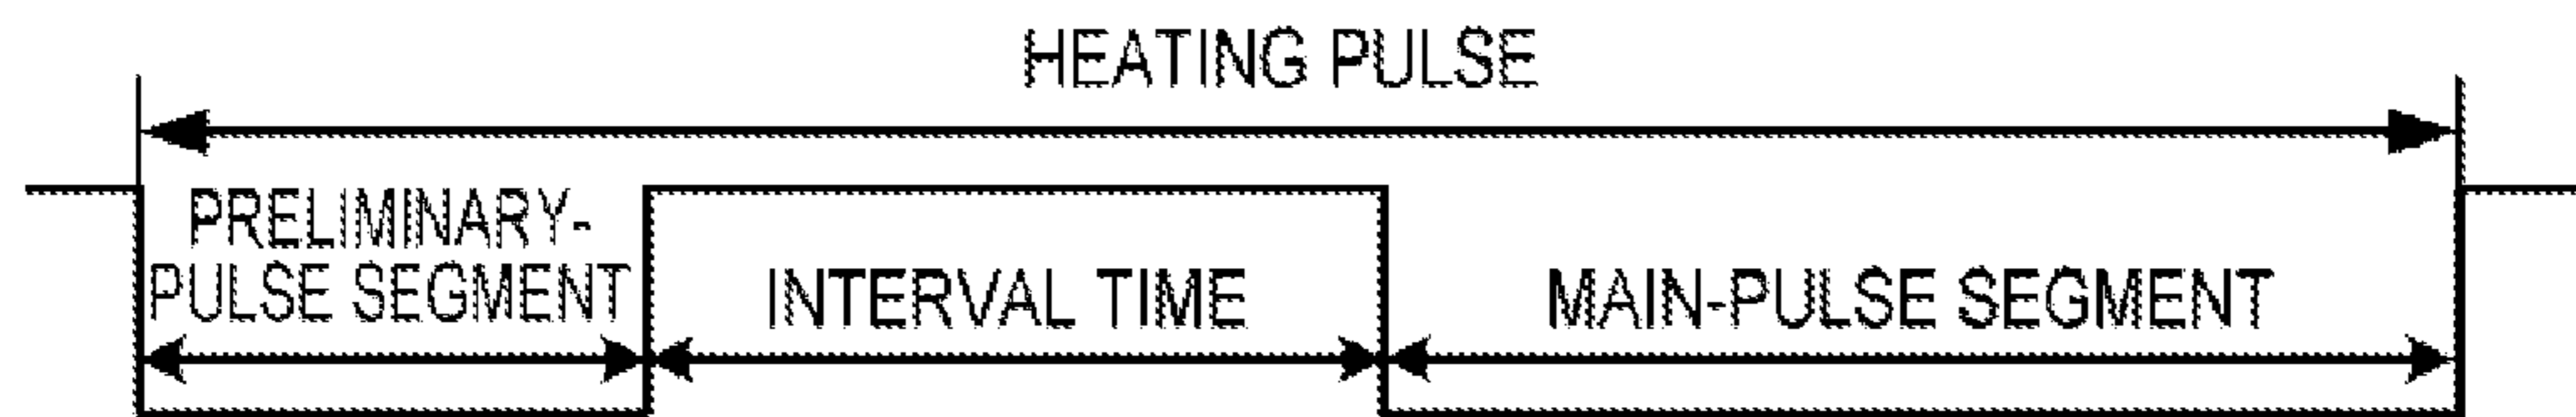 HEATING PULSE
PRELIMINARY-
PULSE SEGMENT
INTERVAL TIME
MAIN-PULSE SEGMENT